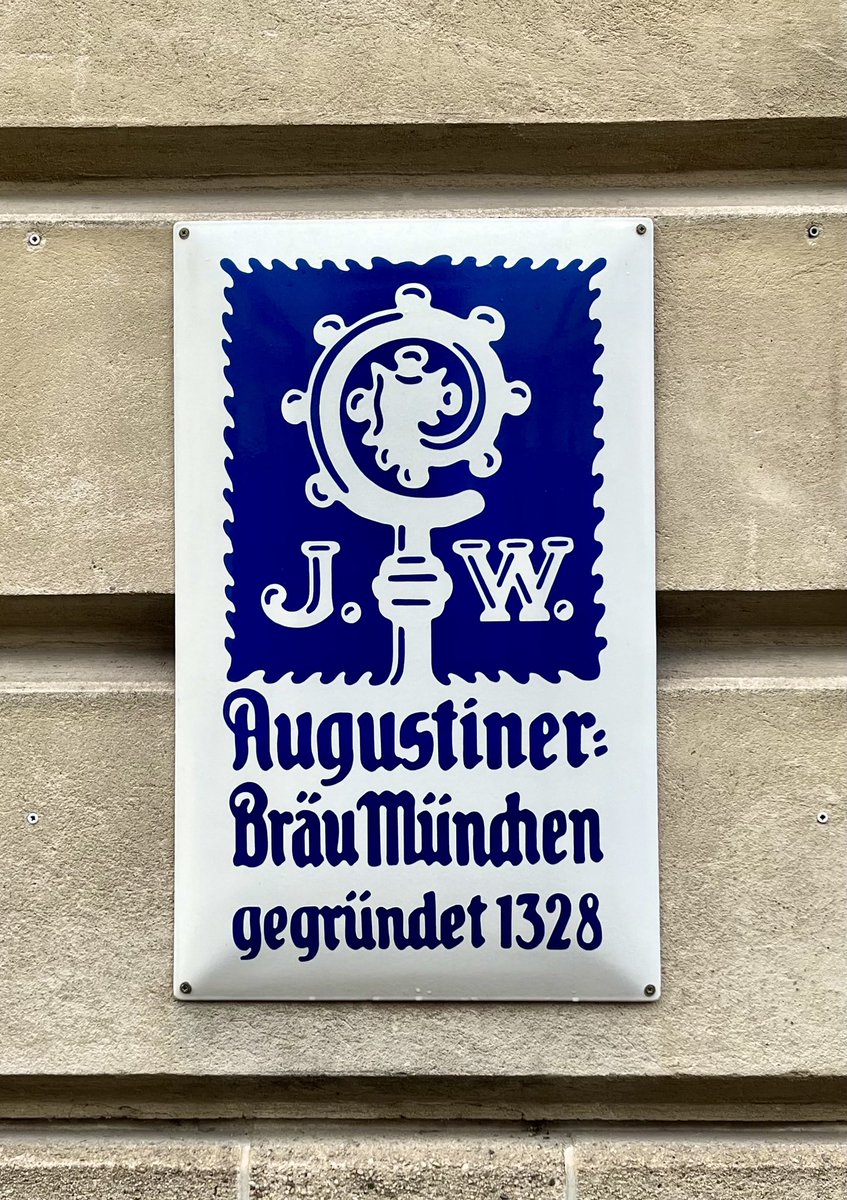 J. W.
Augustiner=
Bräu München
gegründet 1328